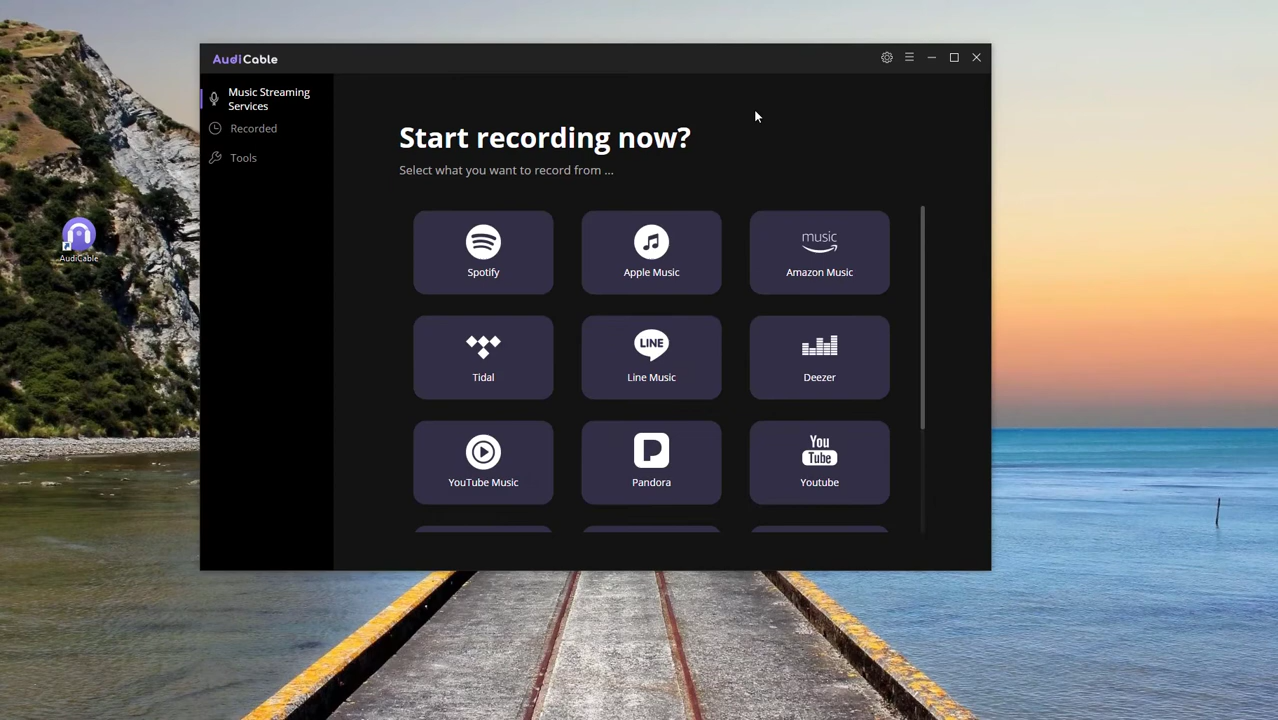 AudiCable
Music Streaming
Services
Recorded
Tools
Start recording now?
Select what you want to record from ...
Spotify
Apple Music
music
Amazon Music
Tidal
LINE
Line Music
Deezer
YouTube Music
Pandora
You
Tube
Youtube
AudiCable